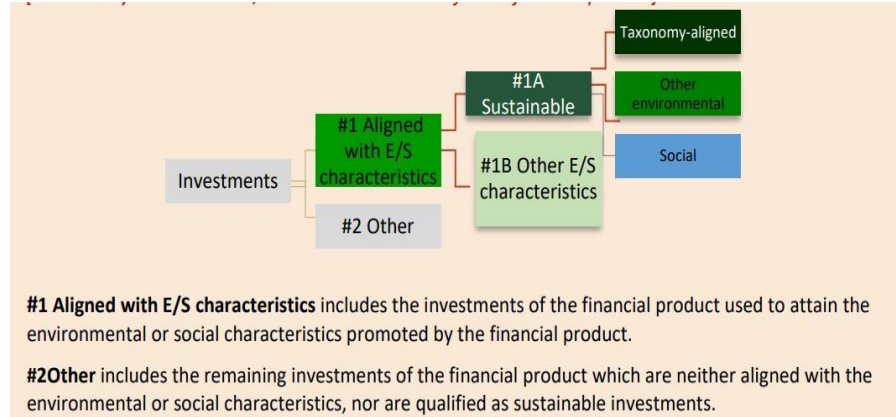 Taxonomy-aligned
#1A
Sustainable
Other
environmental
#1 Aligned
with E/S
characteristics
#1B Other E/S
characteristics
Social
Investments
#2 Other
#1 Aligned with E/S characteristics includes the investments of the financial product used to attain the
environmental or social characteristics promoted by the financial product.
#2Other includes the remaining investments of the financial product which are neither aligned with the
environmental or social characteristics, nor are qualified as sustainable investments.